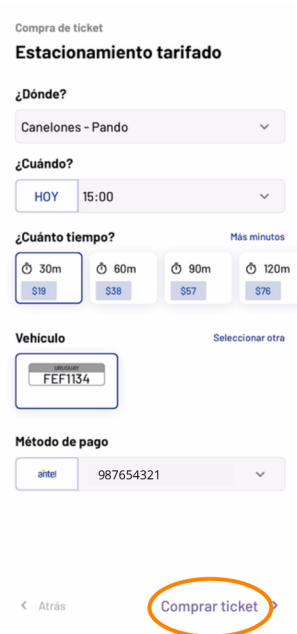 Compra de ticket
Estacionamiento tarifado
¿Dónde?
Canelones - Pando
¿Cuándo?
HOY 15:00
¿Cuánto tiempo? Más minutos
30m 60m 90m 120m
$19 $38 $57 $76
Vehículo Seleccionar otra
URUGUAY
FEF1134
Método de pago
antel 987654321
Atrás Comprar ticket